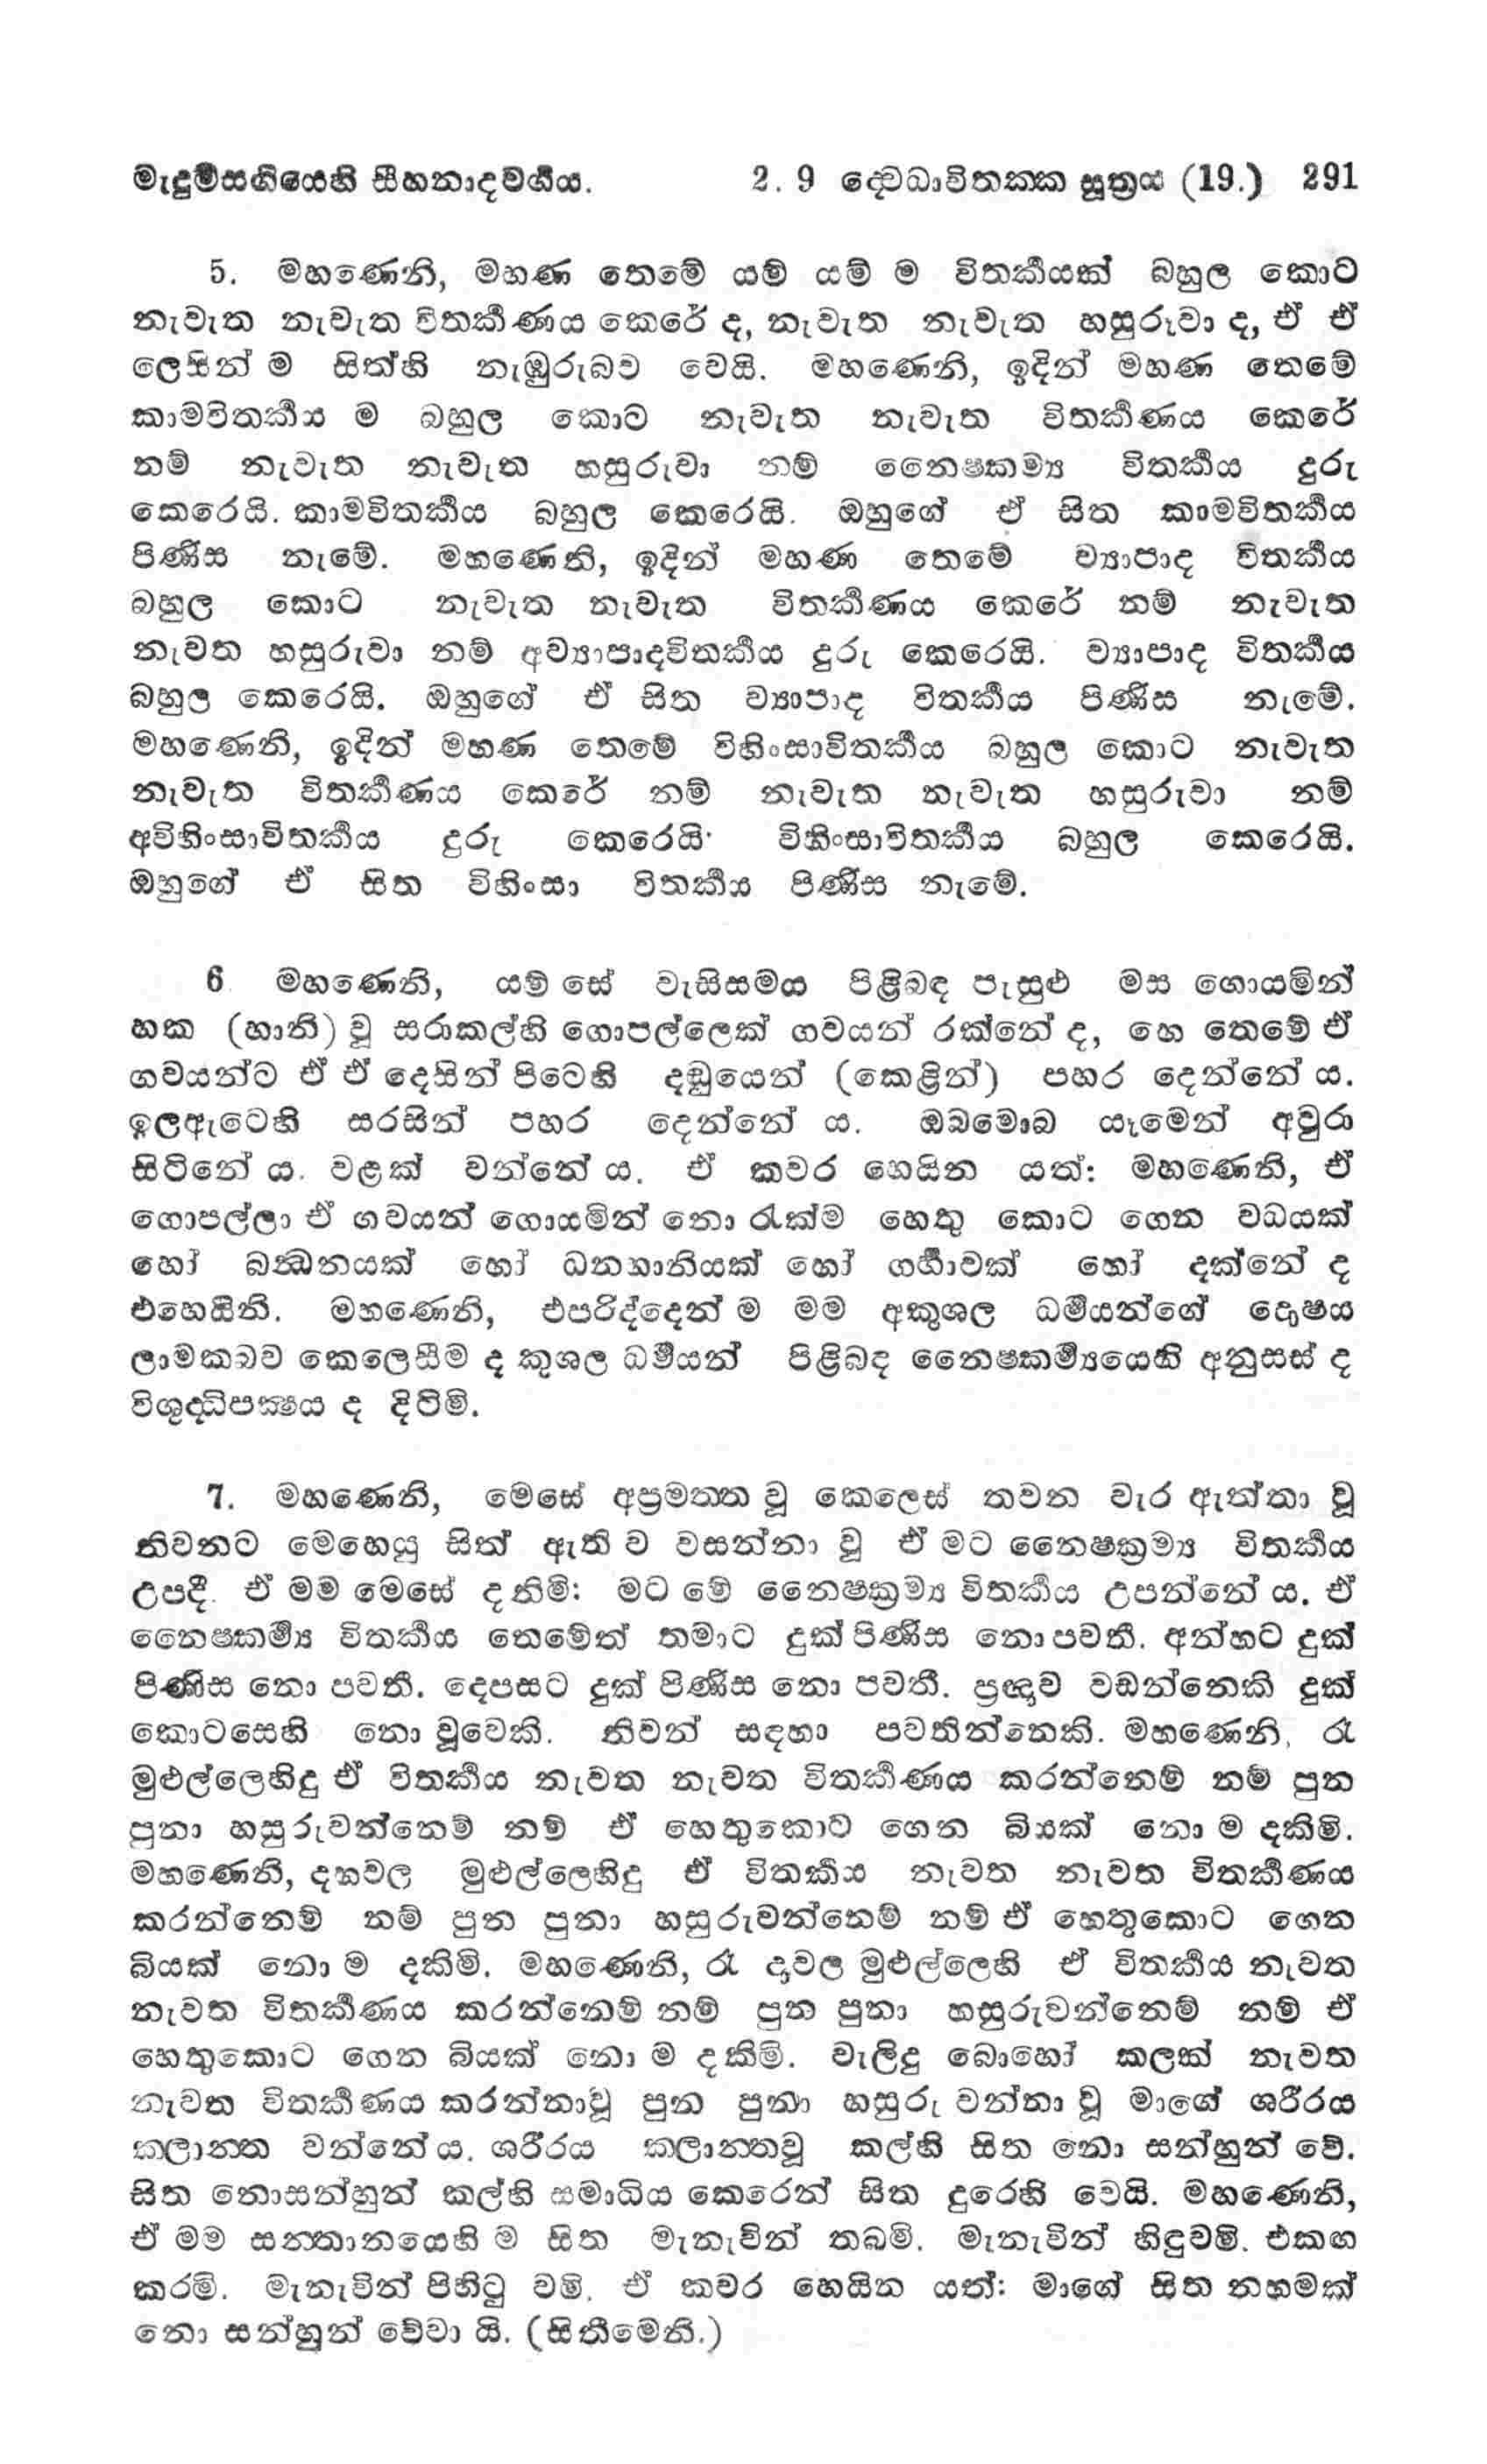 මැදුම්සඟියෙහි සීහනාදවර්‍ගය. 2. 9 ද්වෙධාවිතක්‍ක සූත්‍රය (19.) 291
5. මහණෙනි, මහණ තෙමේ යම් යම් ම විතර්‍කයක් බහුල කොට
නැවැත නැවැත විතර්‍කණය කෙරේ ද, නැවැත නැවැත හසුරුවා ද, ඒ ඒ
ලෙසින් ම සිත්හි නැඹුරුබව වෙයි. මහණෙනි, ඉදින් මහණ තෙමේ
කාමවිතර්‍කය ම බහුල කොට නැවැත නැවැත විතර්‍කණය කෙරේ
නම් නැවැත නැවැත හසුරුවා නම් නෛෂ්කම්‍ය විතර්‍කය දුරු
කෙරෙයි. කාමවිතර්‍කය බහුල කෙරෙයි. ඔහුගේ ඒ සිත කාමවිතර්‍කය
පිණිස නැමේ. මහණෙනි, ඉදින් මහණ තෙමේ ව්‍යාපාද විතර්‍කය
බහුල කොට නැවැත නැවැත විතර්‍කණය කෙරේ නම් නැවැත
නැවත හසුරුවා නම් අව්‍යාපාදවිතර්‍කය දුරු කෙරෙයි. ව්‍යාපාද විතර්‍කය
බහුල කෙරෙයි. ඔහුගේ ඒ සිත ව්‍යාපාද විතර්‍කය පිණිස නැමේ.
මහණෙනි, ඉදින් මහණ තෙමේ විහිංසාවිතර්‍කය බහුල කොට නැවැත
නැවැත විතර්‍කණය කෙරේ නම් නැවැත නැවැත හසුරුවා නම්
අවිහිංසාවිතර්‍කය දුරු කෙරෙයි. විහිංසාවිතර්‍කය බහුල කෙරෙයි.
ඔහුගේ ඒ සිත විහිංසා විතර්‍කය පිණිස නැමේ.
6 මහණෙනි, යම් සේ වැසිසමය පිළිබඳ පැසුළු මස ගොයමින්
හක (හානි) වූ සරාකල්හි ගොපල්ලෙක් ගවයන් රක්නේ ද, හෙ තෙමේ ඒ
ගවයන්ට ඒ ඒ දෙසින් පිටෙහි දඬුයෙන් (කෙළින්) පහර දෙන්නේ ය.
ඉලඇටෙහි සරසින් පහර දෙන්නේ ය. ඔබමොබ යෑමෙන් අවුරා
සිටිනේ ය. වළක් වන්නේ ය. ඒ කවර හෙයින යත්: මහණෙනි, ඒ
ගොපල්ලා ඒ ගවයන් ගොයමින් නො රැක්ම හෙතු කොට ගෙන වධයක්
හෝ බන්‍ධනයක් හෝ ධනහානියක් හෝ ගර්‍හාවක් හෝ දක්නේ ද
එහෙයිනි. මහණෙනි, එපරිද්දෙන් ම මම අකුශල ධර්‍මයන්ගේ දොෂය
ලාමකබව කෙලෙසීම ද කුශල ධර්‍මයන් පිළිබද නෛෂ්කර්‍ම්‍යයෙහි අනුසස් ද
විශුද්‍ධිපක්‍ෂය ද දිටිමි.
7. මහණෙනි, මෙසේ අප්‍රමත්‍ත වූ කෙලෙස් තවන වැර ඇත්තා වූ
නිවනට මෙහෙයු සිත් ඇති ව වසන්නා වූ ඒ මට නෛෂ්ක්‍රම්‍ය විතර්‍කය
උපදී. ඒ මම මෙසේ දනිමි: මට මේ නෛෂ්ක්‍රම්‍ය විතර්‍කය උපන්නේ ය. ඒ
නෛෂ්කර්‍ම්‍ය විතර්‍කය තෙමේත් තමාට දුක් පිණිස නොපවතී. අන්හට දුක්
පිණිස නො පවතී. දෙපසට දුක් පිණිස නො පවතී. ප්‍රඥාව වඩන්නෙකි දුක්
කොටසෙහි නො වූවෙකි. නිවන් සඳහා පවතින්නෙකි. මහණෙනි, රෑ
මුළුල්ලෙහිදු ඒ විතර්‍කය නැවත නැවත විතර්‍කණය කරන්නෙම් නම් පුන
පුනා හසුරුවන්නෙම් නම් ඒ හෙතුකොට ගෙන බියක් නො ම දකිමි.
මහණෙනි, දහවල මුළුල්ලෙහිදු ඒ විතර්‍කය නැවත නැවත විතර්‍කණය
කරන්නෙම් නම් පුන පුනා හසුරුවන්නෙම් නම් ඒ හෙතුකොට ගෙන
බියක් නො ම දකිමි. මහණෙනි, රෑ දාවල මුළුල්ලෙහි ඒ විතර්‍කය නැවත
නැවත විතර්‍කණය කරන්නෙම් නම් පුන පුනා හසුරුවන්නෙම් නම් ඒ
හෙතුකොට ගෙන බියක් නො ම දකිමි. වැලිදු බොහෝ කලක් නැවත
නැවත විතර්‍කණය කරන්නාවූ පුන පුනා හසුරු වන්නා වූ මාගේ ශරීරය
කලාන්‍ත වන්නේ ය. ශරීරය කලාන්‍තවූ කල්හි සිත නො සන්හුන් වේ.
සිත නොසන්හුන් කල්හි සමාධිය කෙරෙන් සිත දුරෙහි වෙයි. මහණෙනි,
ඒ මම සන්‍තානයෙහි ම සිත මැනැවින් තබමි. මැනැවින් හිඳුවමි. එකඟ
කරමි. මැනැවින් පිහිටු වමි. ඒ කවර හෙයින යත්: මාගේ සිත නහමක්
නො සන්හුන් වේවා යි. (සිතීමෙනි.)